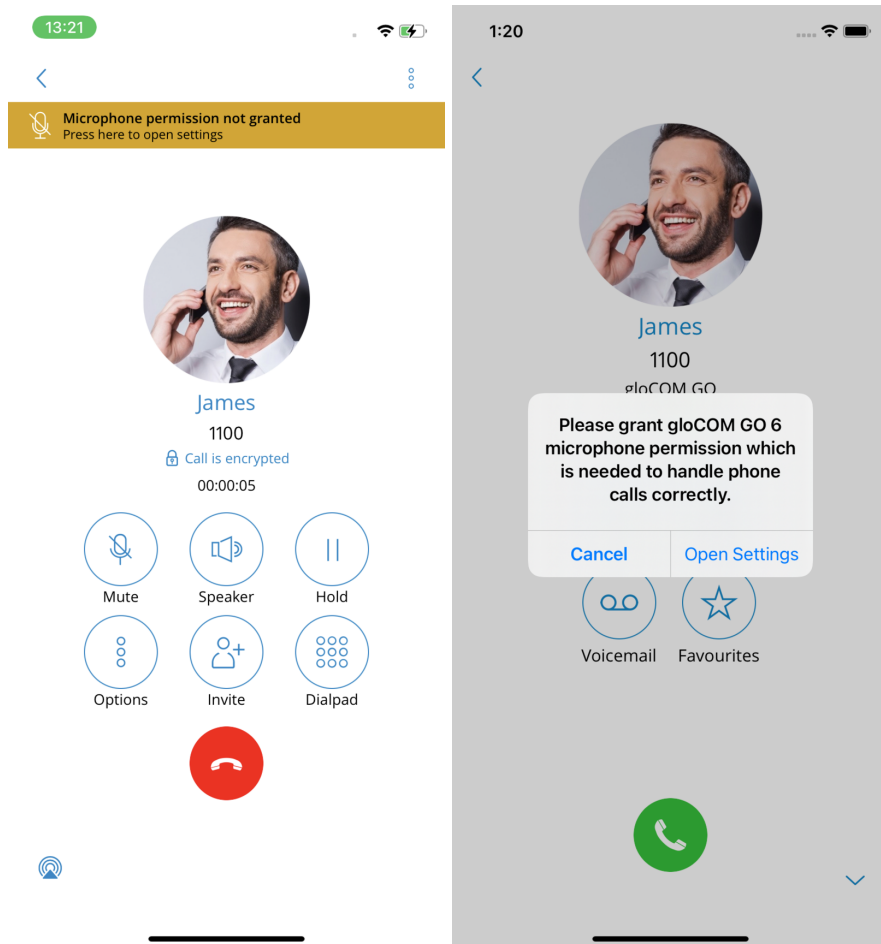 13:21
Microphone permission not granted
Press here to open settings
James
1100
Call is encrypted
00:00:05
Mute
Speaker
Hold
Options
Invite
Dialpad
1:20
James
1100
gloCOM GO
Please grant gloCOM GO 6
microphone permission which
is needed to handle phone
calls correctly.
Cancel
Open Settings
Voicemail
Favourites